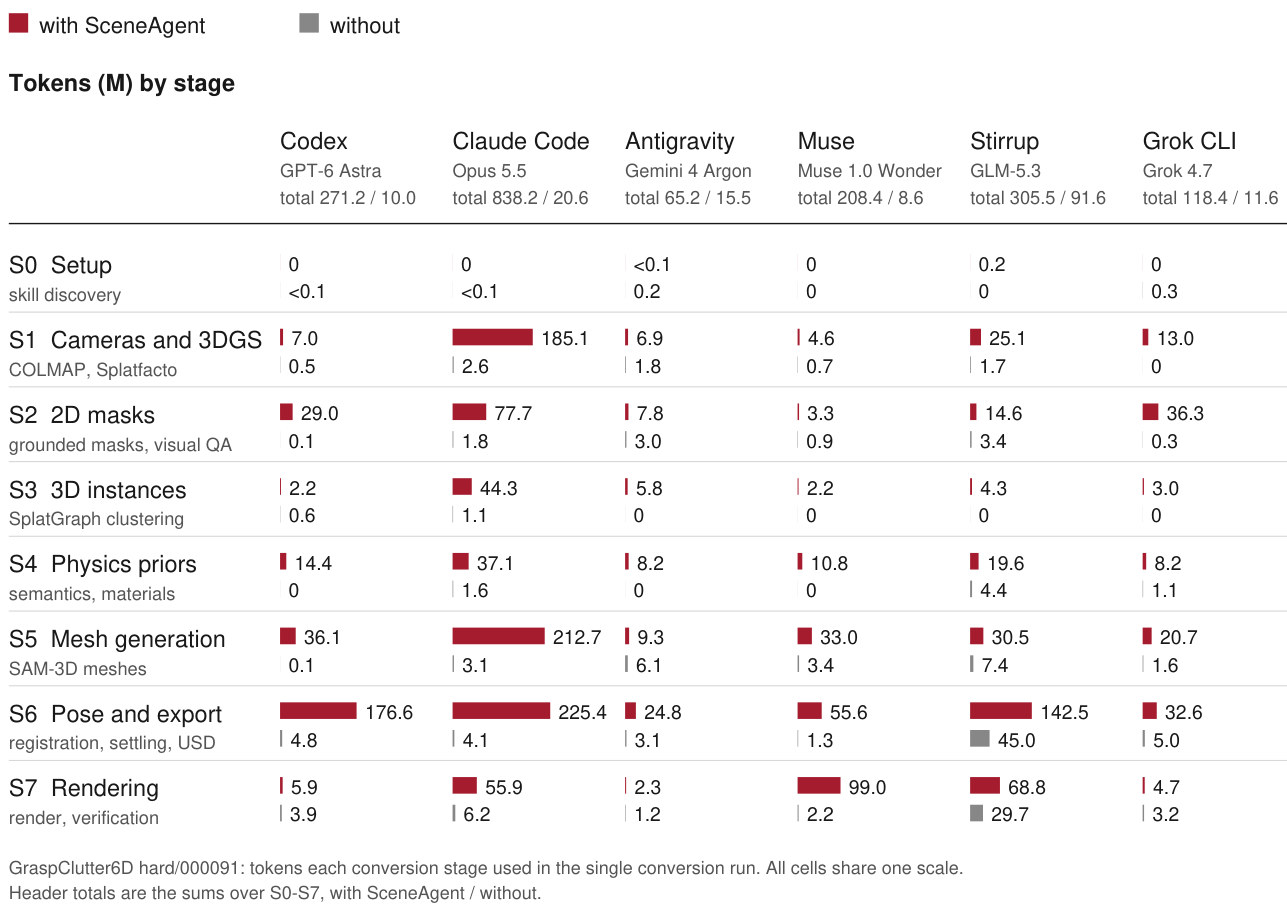 with SceneAgent without
Tokens (M) by stage
Codex Claude Code Antigravity Muse Stirrup Grok CLI
GPT-6 Astra Opus 5.5 Gemini 4 Argon Muse 1.0 Wonder GLM-5.3 Grok 4.7
total 271.2 / 10.0 total 838.2 / 20.6 total 65.2 / 15.5 total 208.4 / 8.6 total 305.5 / 91.6 total 118.4 / 11.6
S0 Setup 0 0 <0.1 0 0.2 0
skill discovery <0.1 <0.1 0.2 0 0 0.3
S1 Cameras and 3DGS 7.0 185.1 6.9 4.6 25.1 13.0
COLMAP, Splatfacto 0.5 2.6 1.8 0.7 1.7 0
S2 2D masks 29.0 77.7 7.8 3.3 14.6 36.3
grounded masks, visual QA 0.1 1.8 3.0 0.9 3.4 0.3
S3 3D instances 2.2 44.3 5.8 2.2 4.3 3.0
SplatGraph clustering 0.6 1.1 0 0 0 0
S4 Physics priors 14.4 37.1 8.2 10.8 19.6 8.2
semantics, materials 0 1.6 0 0 4.4 1.1
S5 Mesh generation 36.1 212.7 9.3 33.0 30.5 20.7
SAM-3D meshes 0.1 3.1 6.1 3.4 7.4 1.6
S6 Pose and export 176.6 225.4 24.8 55.6 142.5 32.6
registration, settling, USD 4.8 4.1 3.1 1.3 45.0 5.0
S7 Rendering 5.9 55.9 2.3 99.0 68.8 4.7
render, verification 3.9 6.2 1.2 2.2 29.7 3.2
GraspClutter6D hard/000091: tokens each conversion stage used in the single conversion run. All cells share one scale.
Header totals are the sums over S0-S7, with SceneAgent / without.